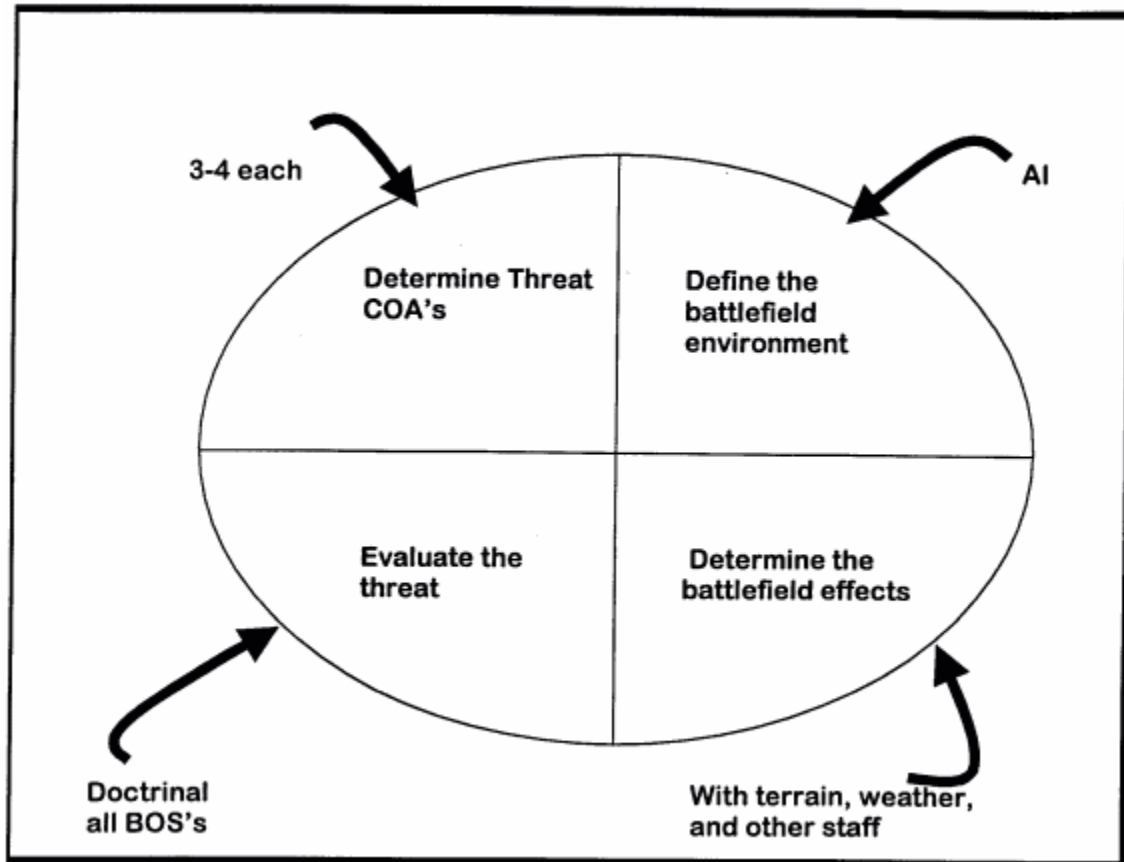 3-4 each
AI
Determine Threat
COA's
Define the
battlefield
environment
Evaluate the
threat
Determine the
battlefield effects
Doctrinal
all BOS's
With terrain, weather,
and other staff